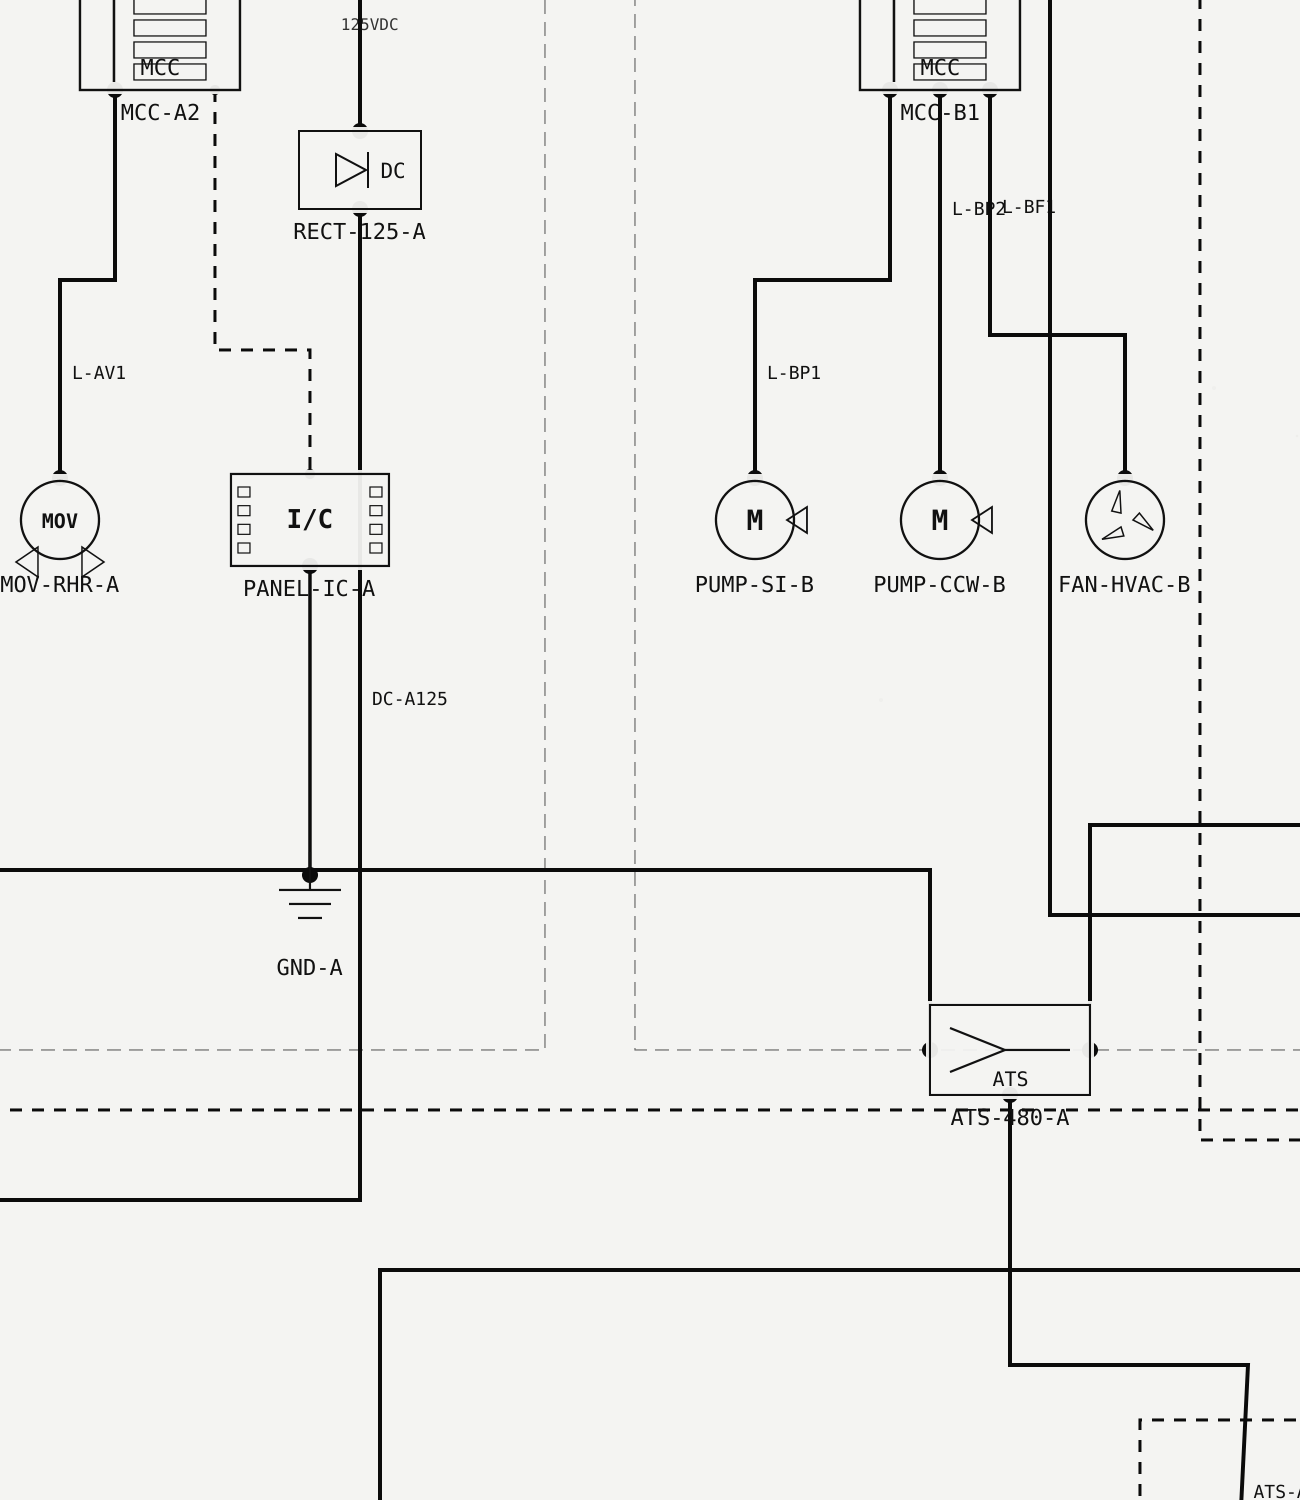 125VDC
MCC
MCC
MCC-A2
MCC-B1
DC
RECT-125-A
L-BP2
L-BF1
L-AV1
L-BP1
MOV
I/C
M
M
MOV-RHR-A
PANEL-IC-A
PUMP-SI-B
PUMP-CCW-B
FAN-HVAC-B
DC-A125
GND-A
ATS
ATS-480-A
ATS-A